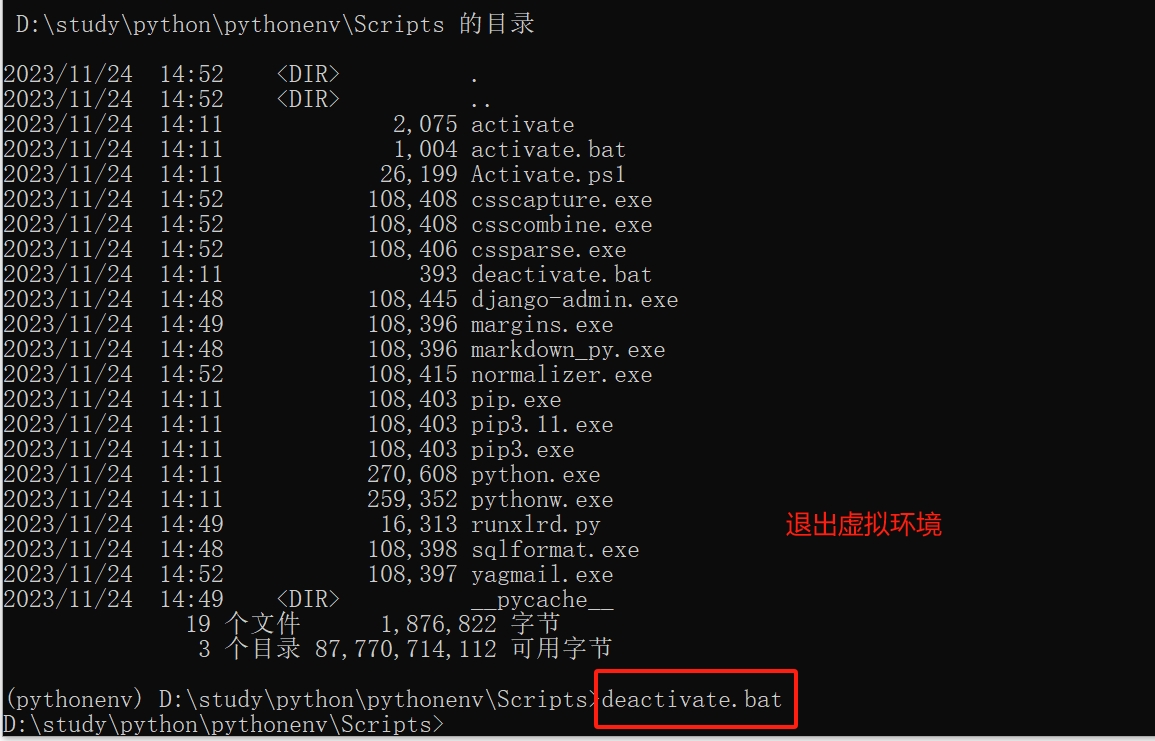 D:\study\python\pythonenv\Scripts 的目录
2023/11/24  14:52    <DIR>          .
2023/11/24  14:52    <DIR>          ..
2023/11/24  14:11             2,075 activate
2023/11/24  14:11             1,004 activate.bat
2023/11/24  14:11            26,199 Activate.ps1
2023/11/24  14:52           108,408 csscapture.exe
2023/11/24  14:52           108,408 csscombine.exe
2023/11/24  14:52           108,406 cssparse.exe
2023/11/24  14:11               393 deactivate.bat
2023/11/24  14:48           108,445 django-admin.exe
2023/11/24  14:49           108,396 margins.exe
2023/11/24  14:48           108,396 markdown_py.exe
2023/11/24  14:52           108,415 normalizer.exe
2023/11/24  14:11           108,403 pip.exe
2023/11/24  14:11           108,403 pip3.11.exe
2023/11/24  14:11           108,403 pip3.exe
2023/11/24  14:11           270,608 python.exe
2023/11/24  14:11           259,352 pythonw.exe
2023/11/24  14:49            16,313 runxlrd.py
退出虚拟环境
2023/11/24  14:48           108,398 sqlformat.exe
2023/11/24  14:52           108,397 yagmail.exe
2023/11/24  14:49    <DIR>          __pycache__
19 个文件      1,876,822 字节
3 个目录 87,770,714,112 可用字节
(pythonenv) D:\study\python\pythonenv\Scripts>deactivate.bat
D:\study\python\pythonenv\Scripts>